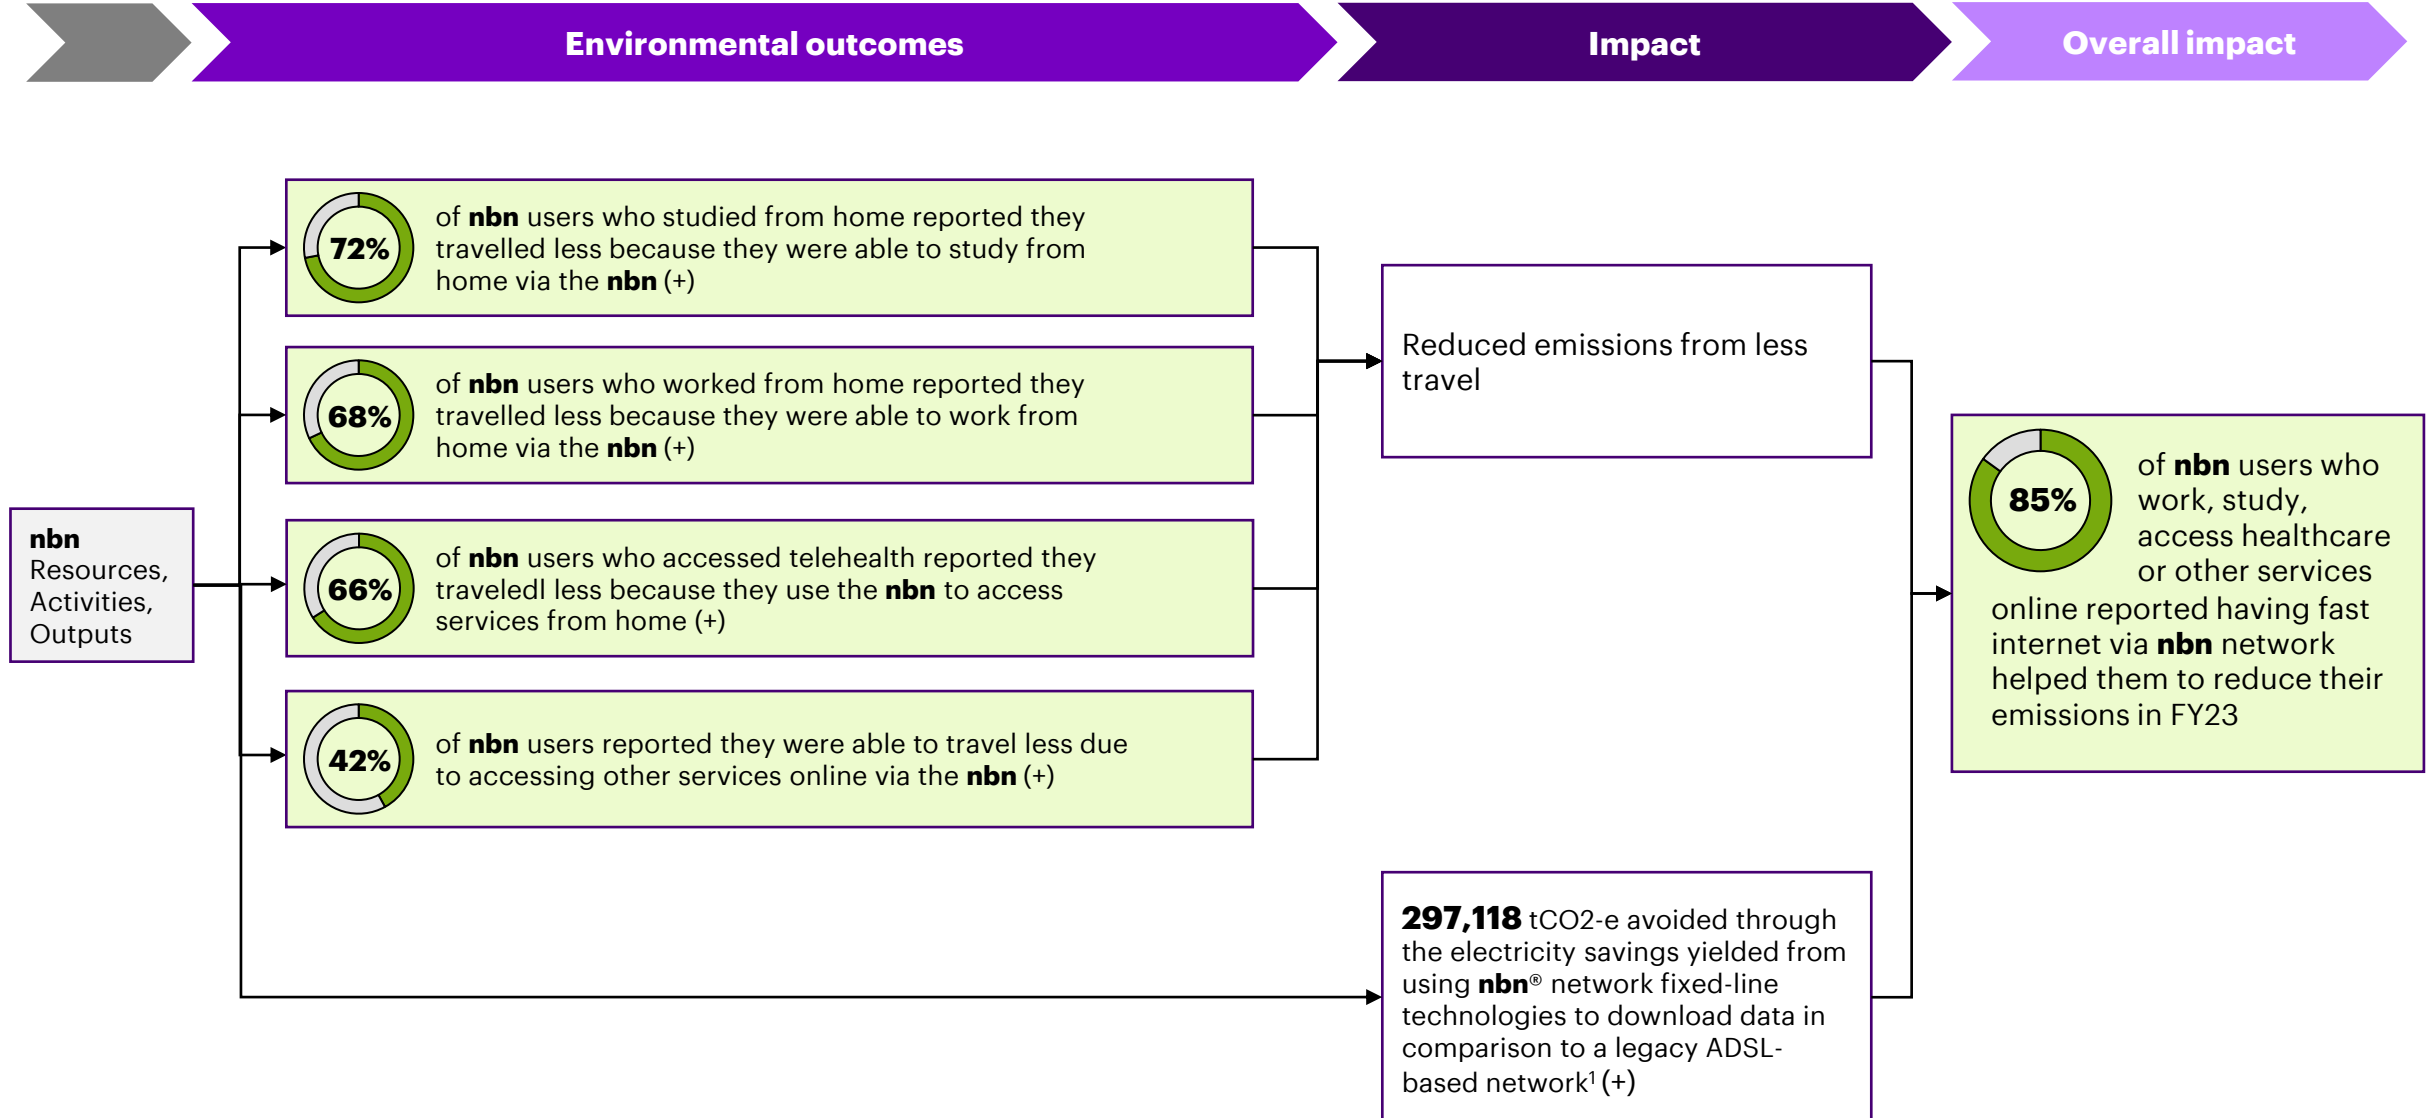 Environmental outcomes
Impact
Overall impact
72%
of nbn users who studied from home reported they
travelled less because they were able to study from
home via the nbn (+)
68%
of nbn users who worked from home reported they
travelled less because they were able to work from
home via the nbn (+)
66%
of nbn users who accessed telehealth reported they
traveledl less because they use the nbn to access
services from home (+)
42%
of nbn users reported they were able to travel less due
to accessing other services online via the nbn (+)
nbn
Resources,
Activities,
Outputs
Reduced emissions from less
travel
297,118 tCO2-e avoided through
the electricity savings yielded from
using nbn® network fixed-line
technologies to download data in
comparison to a legacy ADSL-
based network¹ (+)
85%
of nbn users who
work, study,
access healthcare
or other services
online reported having fast
internet via nbn network
helped them to reduce their
emissions in FY23